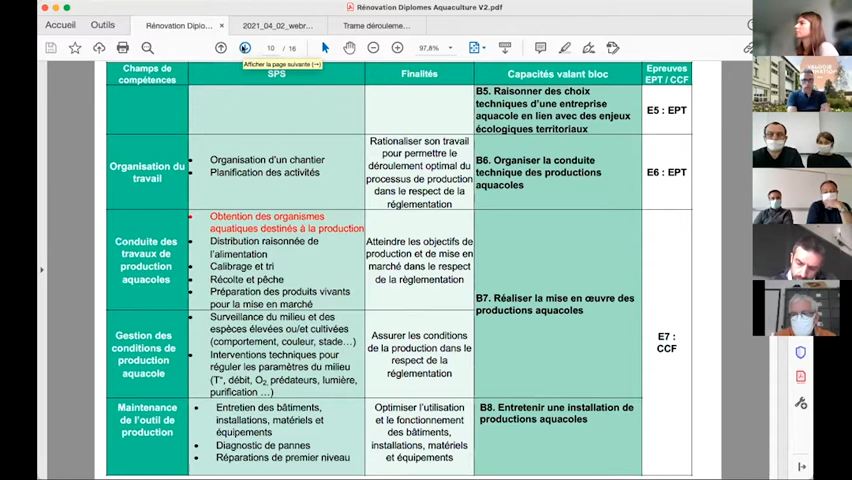 Rénovation Diplomes Aquaculture V2.pdf
Accueil
Outils
Rénovation Diplo...
×
2021_04_02_webr...
Trame dérouleme...
10 / 16
97,8%
Afficher la page suivante (→)
Champs de
compétences
SPS
Finalités
Capacités valant bloc
Epreuves
EPT / CCF
B5. Raisonner des choix
techniques d'une entreprise
aquacole en lien avec des enjeux
écologiques territoriaux
E5 : EPT
Organisation du
travail
• Organisation d'un chantier
• Planification des activités
Rationaliser son travail
pour permettre le
déroulement optimal du
processus de production
dans le respect de la
réglementation
B6. Organiser la conduite
technique des productions
aquacoles
E6 : EPT
Conduite des
travaux de
production
aquacoles
• Obtention des organismes
aquatiques destinés à la production
• Distribution raisonnée de
l'alimentation
• Calibrage et tri
• Récolte et pêche
• Préparation des produits vivants
pour la mise en marché
Atteindre les objectifs de
production et de mise en
marché dans le respect de
la réglementation
B7. Réaliser la mise en œuvre des
productions aquacoles
E7 :
CCF
Gestion des
conditions de
production
aquacole
• Surveillance du milieu et des
espèces élevées ou/et cultivées
(comportement, couleur, stade…)
• Interventions techniques pour
réguler les paramètres du milieu
(T°, débit, O2, prédateurs, lumière,
purification …)
Assurer les conditions
de la production dans le
respect de la
réglementation
Maintenance
de l'outil de
production
• Entretien des bâtiments,
installations, matériels et
équipements
• Diagnostic de pannes
• Réparations de premier niveau
Optimiser l'utilisation
et le fonctionnement
des bâtiments,
installations, matériels
et équipements
B8. Entretenir une installation de
productions aquacoles